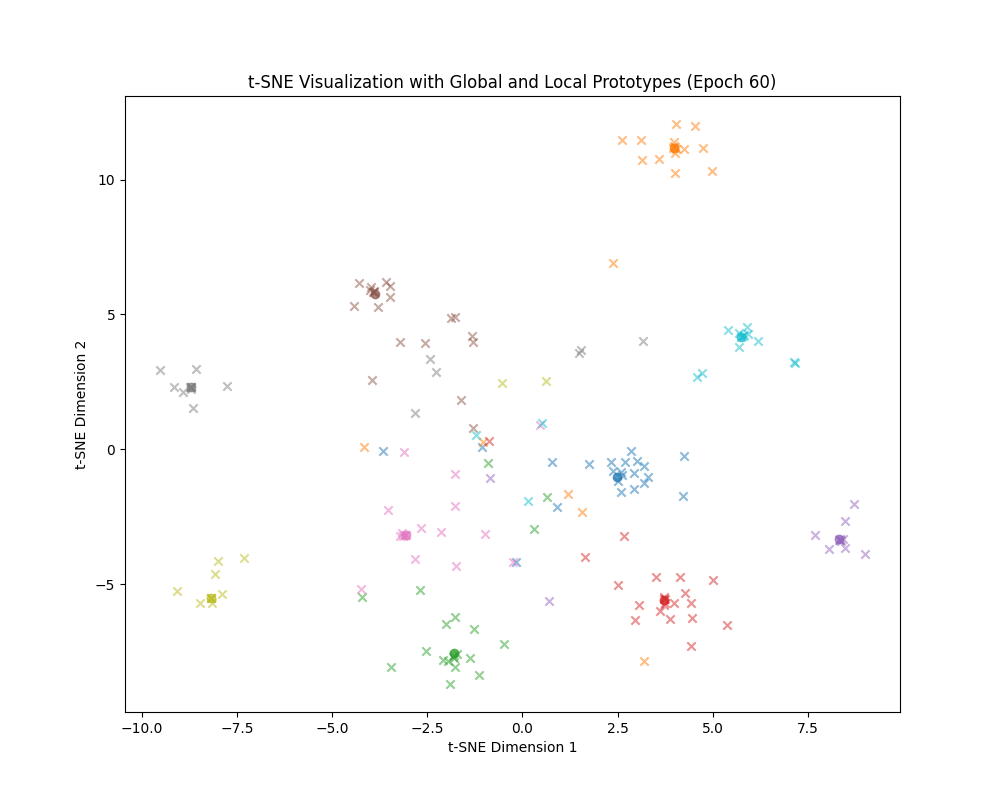 t-SNE Visualization with Global and Local Prototypes (Epoch 60)
10
5
0
−5
t-SNE Dimension 2
−10.0 −7.5 −5.0 −2.5 0.0 2.5 5.0 7.5
t-SNE Dimension 1